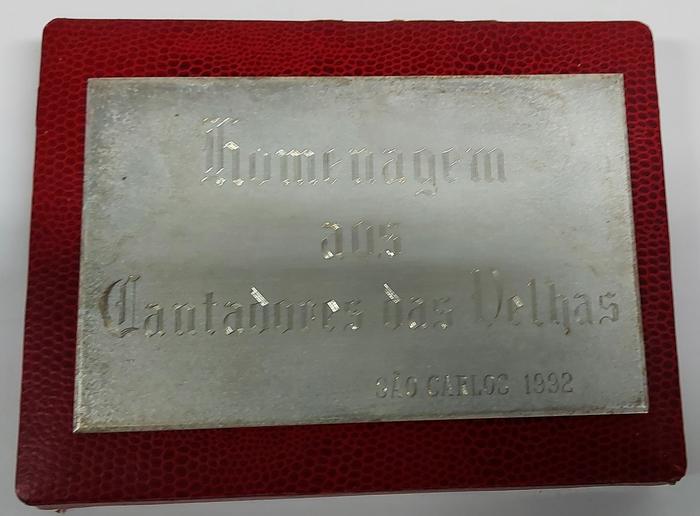 Homenagem
aos
Cantadores das Velhas
SÃO CARLOS 1992